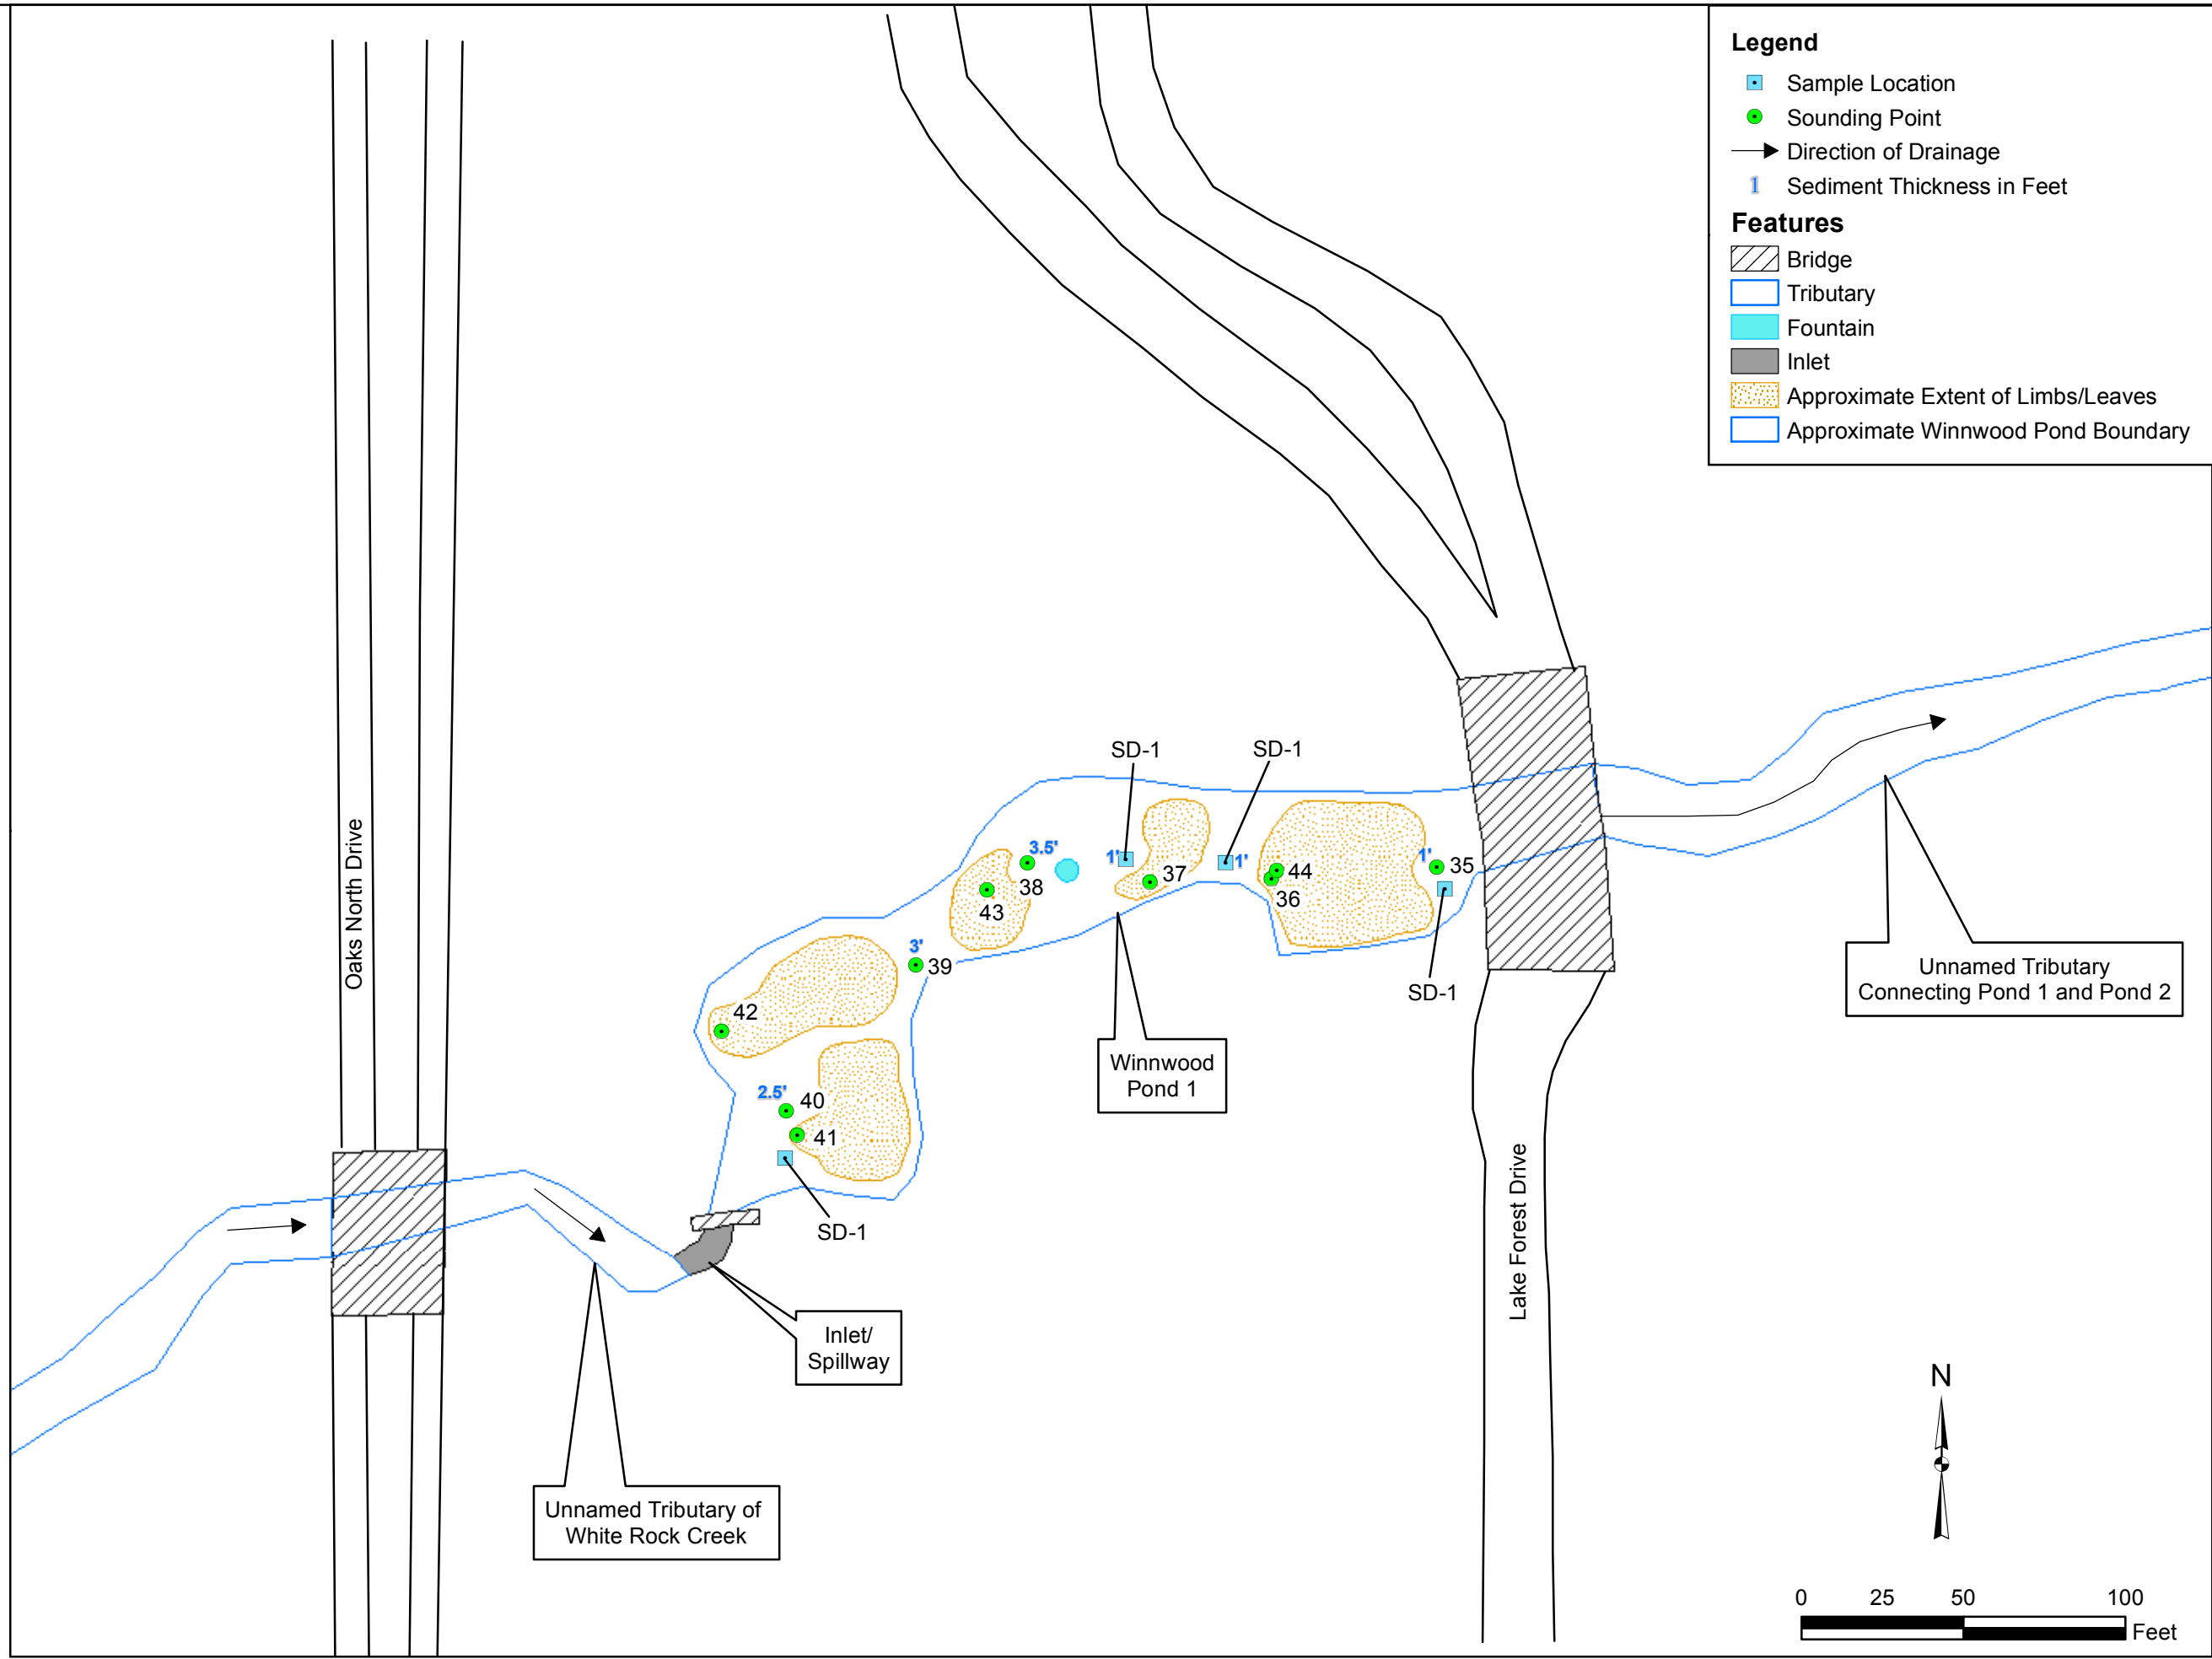 Legend
Sample Location
Sounding Point
Direction of Drainage
1 Sediment Thickness in Feet
Features
Bridge
Tributary
Fountain
Inlet
Approximate Extent of Limbs/Leaves
Approximate Winnwood Pond Boundary
SD-1
SD-1
3.5'
1'
1'
1'
35
44
37
38
36
43
3'
39
SD-1
Oaks North Drive
42
Unnamed Tributary
Connecting Pond 1 and Pond 2
Winnwood
Pond 1
2.5'
40
41
SD-1
Lake Forest Drive
Inlet/
Spillway
N
Unnamed Tributary of
White Rock Creek
0 25 50 100
Feet